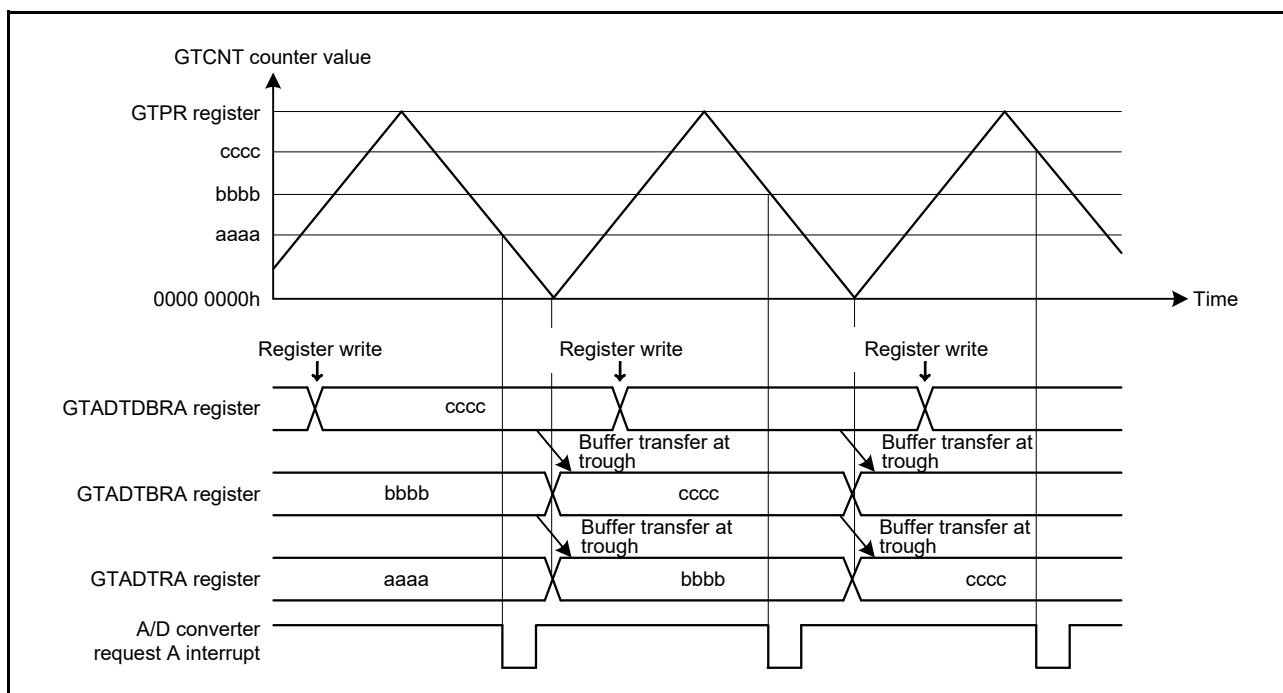 GTCNT counter value
GTPR register
cccc
bbbb
aaaa
0000 0000h
Time
Register write
Register write
Register write
GTADTDBRA register
cccc
Buffer transfer at
trough
Buffer transfer at
trough
GTADTBRA register
bbbb
cccc
Buffer transfer at
trough
Buffer transfer at
trough
GTADTRA register
aaaa
bbbb
cccc
A/D converter
request A interrupt